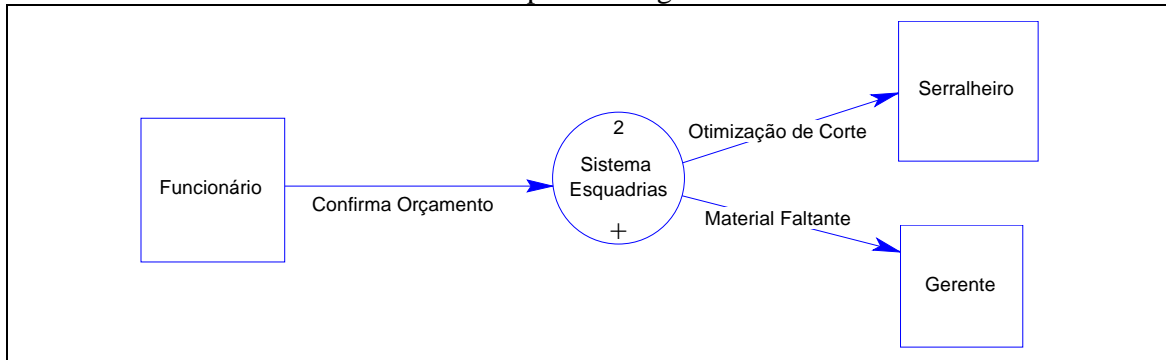 Funcionário
Confirma Orçamento
2
Sistema
Esquadrias
+
Otimização de Corte
Serralheiro
Material Faltante
Gerente